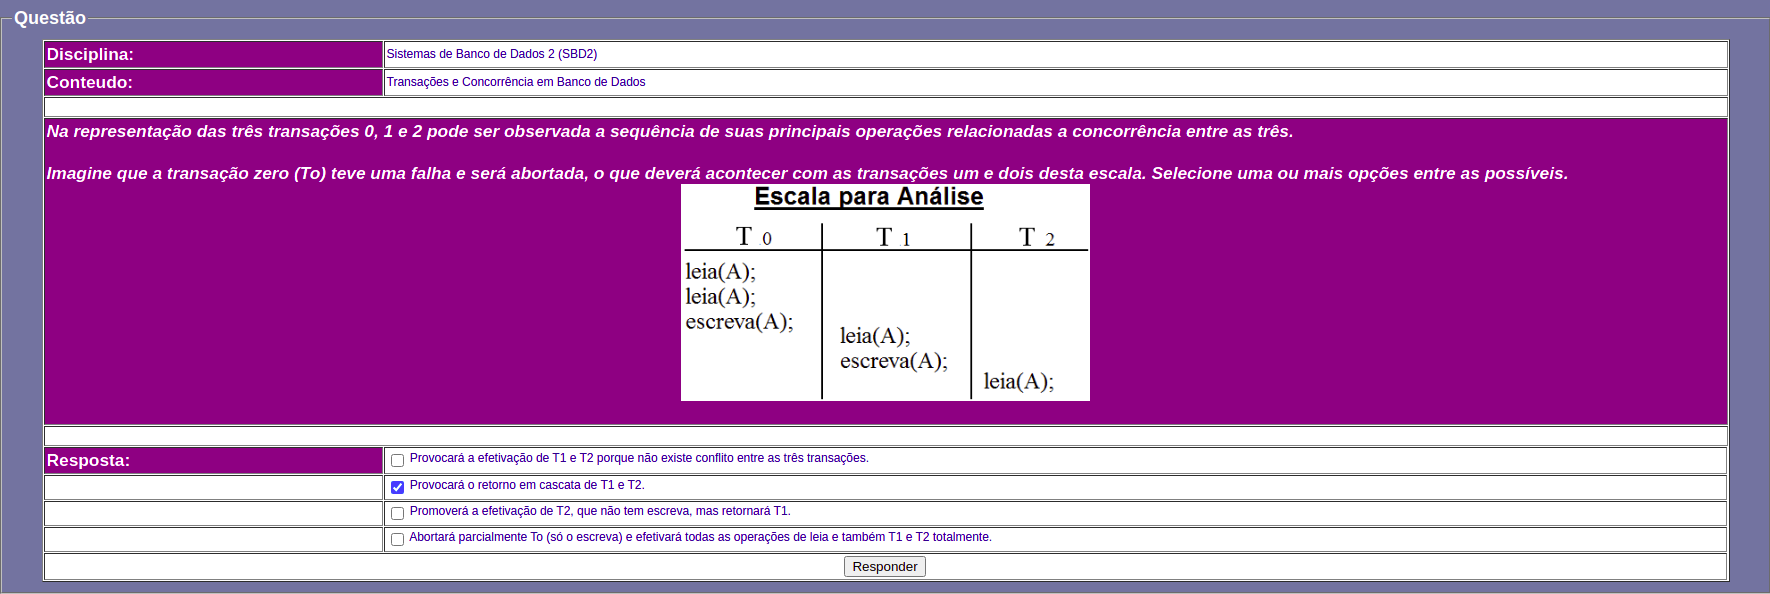 Questão
Disciplina: Sistemas de Banco de Dados 2 (SBD2)
Conteudo: Transações e Concorrência em Banco de Dados
Na representação das três transações 0, 1 e 2 pode ser observada a sequência de suas principais operações relacionadas a concorrência entre as três.
Imagine que a transação zero (To) teve uma falha e será abortada, o que deverá acontecer com as transações um e dois desta escala. Selecione uma ou mais opções entre as possíveis.
Escala para Análise
T 0 T 1 T 2
leia(A);
leia(A);
escreva(A);
leia(A);
escreva(A);
leia(A);
Resposta: Provocará a efetivação de T1 e T2 porque não existe conflito entre as três transações.
Provocará o retorno em cascata de T1 e T2.
Promoverá a efetivação de T2, que não tem escreva, mas retornará T1.
Abortará parcialmente To (só o escreva) e efetivará todas as operações de leia e também T1 e T2 totalmente.
Responder